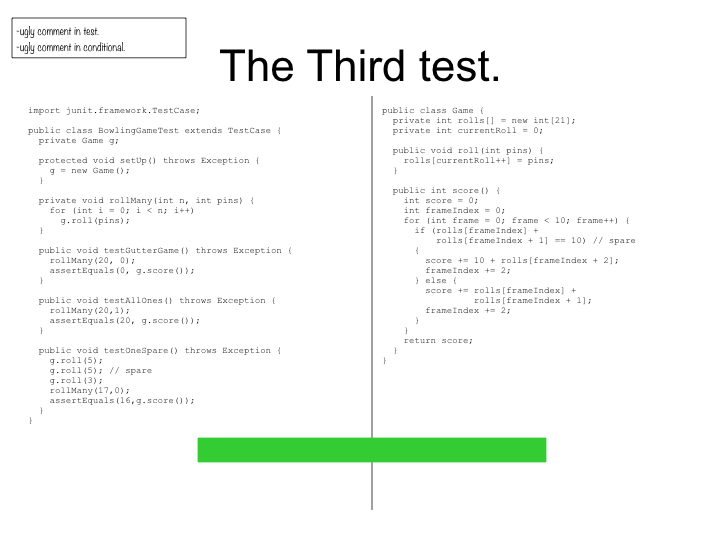 -ugly comment in test.
-ugly comment in conditional.
The Third test.
import junit.framework.TestCase;

public class BowlingGameTest extends TestCase {
  private Game g;

  protected void setUp() throws Exception {
    g = new Game();
  }

  private void rollMany(int n, int pins) {
    for (int i = 0; i < n; i++)
      g.roll(pins);
  }

  public void testGutterGame() throws Exception {
    rollMany(20, 0);
    assertEquals(0, g.score());
  }

  public void testAllOnes() throws Exception {
    rollMany(20,1);
    assertEquals(20, g.score());
  }

  public void testOneSpare() throws Exception {
    g.roll(5);
    g.roll(5); // spare
    g.roll(3);
    rollMany(17,0);
    assertEquals(16,g.score());
  }
}
public class Game {
  private int rolls[] = new int[21];
  private int currentRoll = 0;

  public void roll(int pins) {
    rolls[currentRoll++] = pins;
  }

  public int score() {
    int score = 0;
    int frameIndex = 0;
    for (int frame = 0; frame < 10; frame++) {
      if (rolls[frameIndex] +
          rolls[frameIndex + 1] == 10) // spare
      {
        score += 10 + rolls[frameIndex + 2];
        frameIndex += 2;
      } else {
        score += rolls[frameIndex] +
                 rolls[frameIndex + 1];
        frameIndex += 2;
      }
    }
    return score;
  }
}